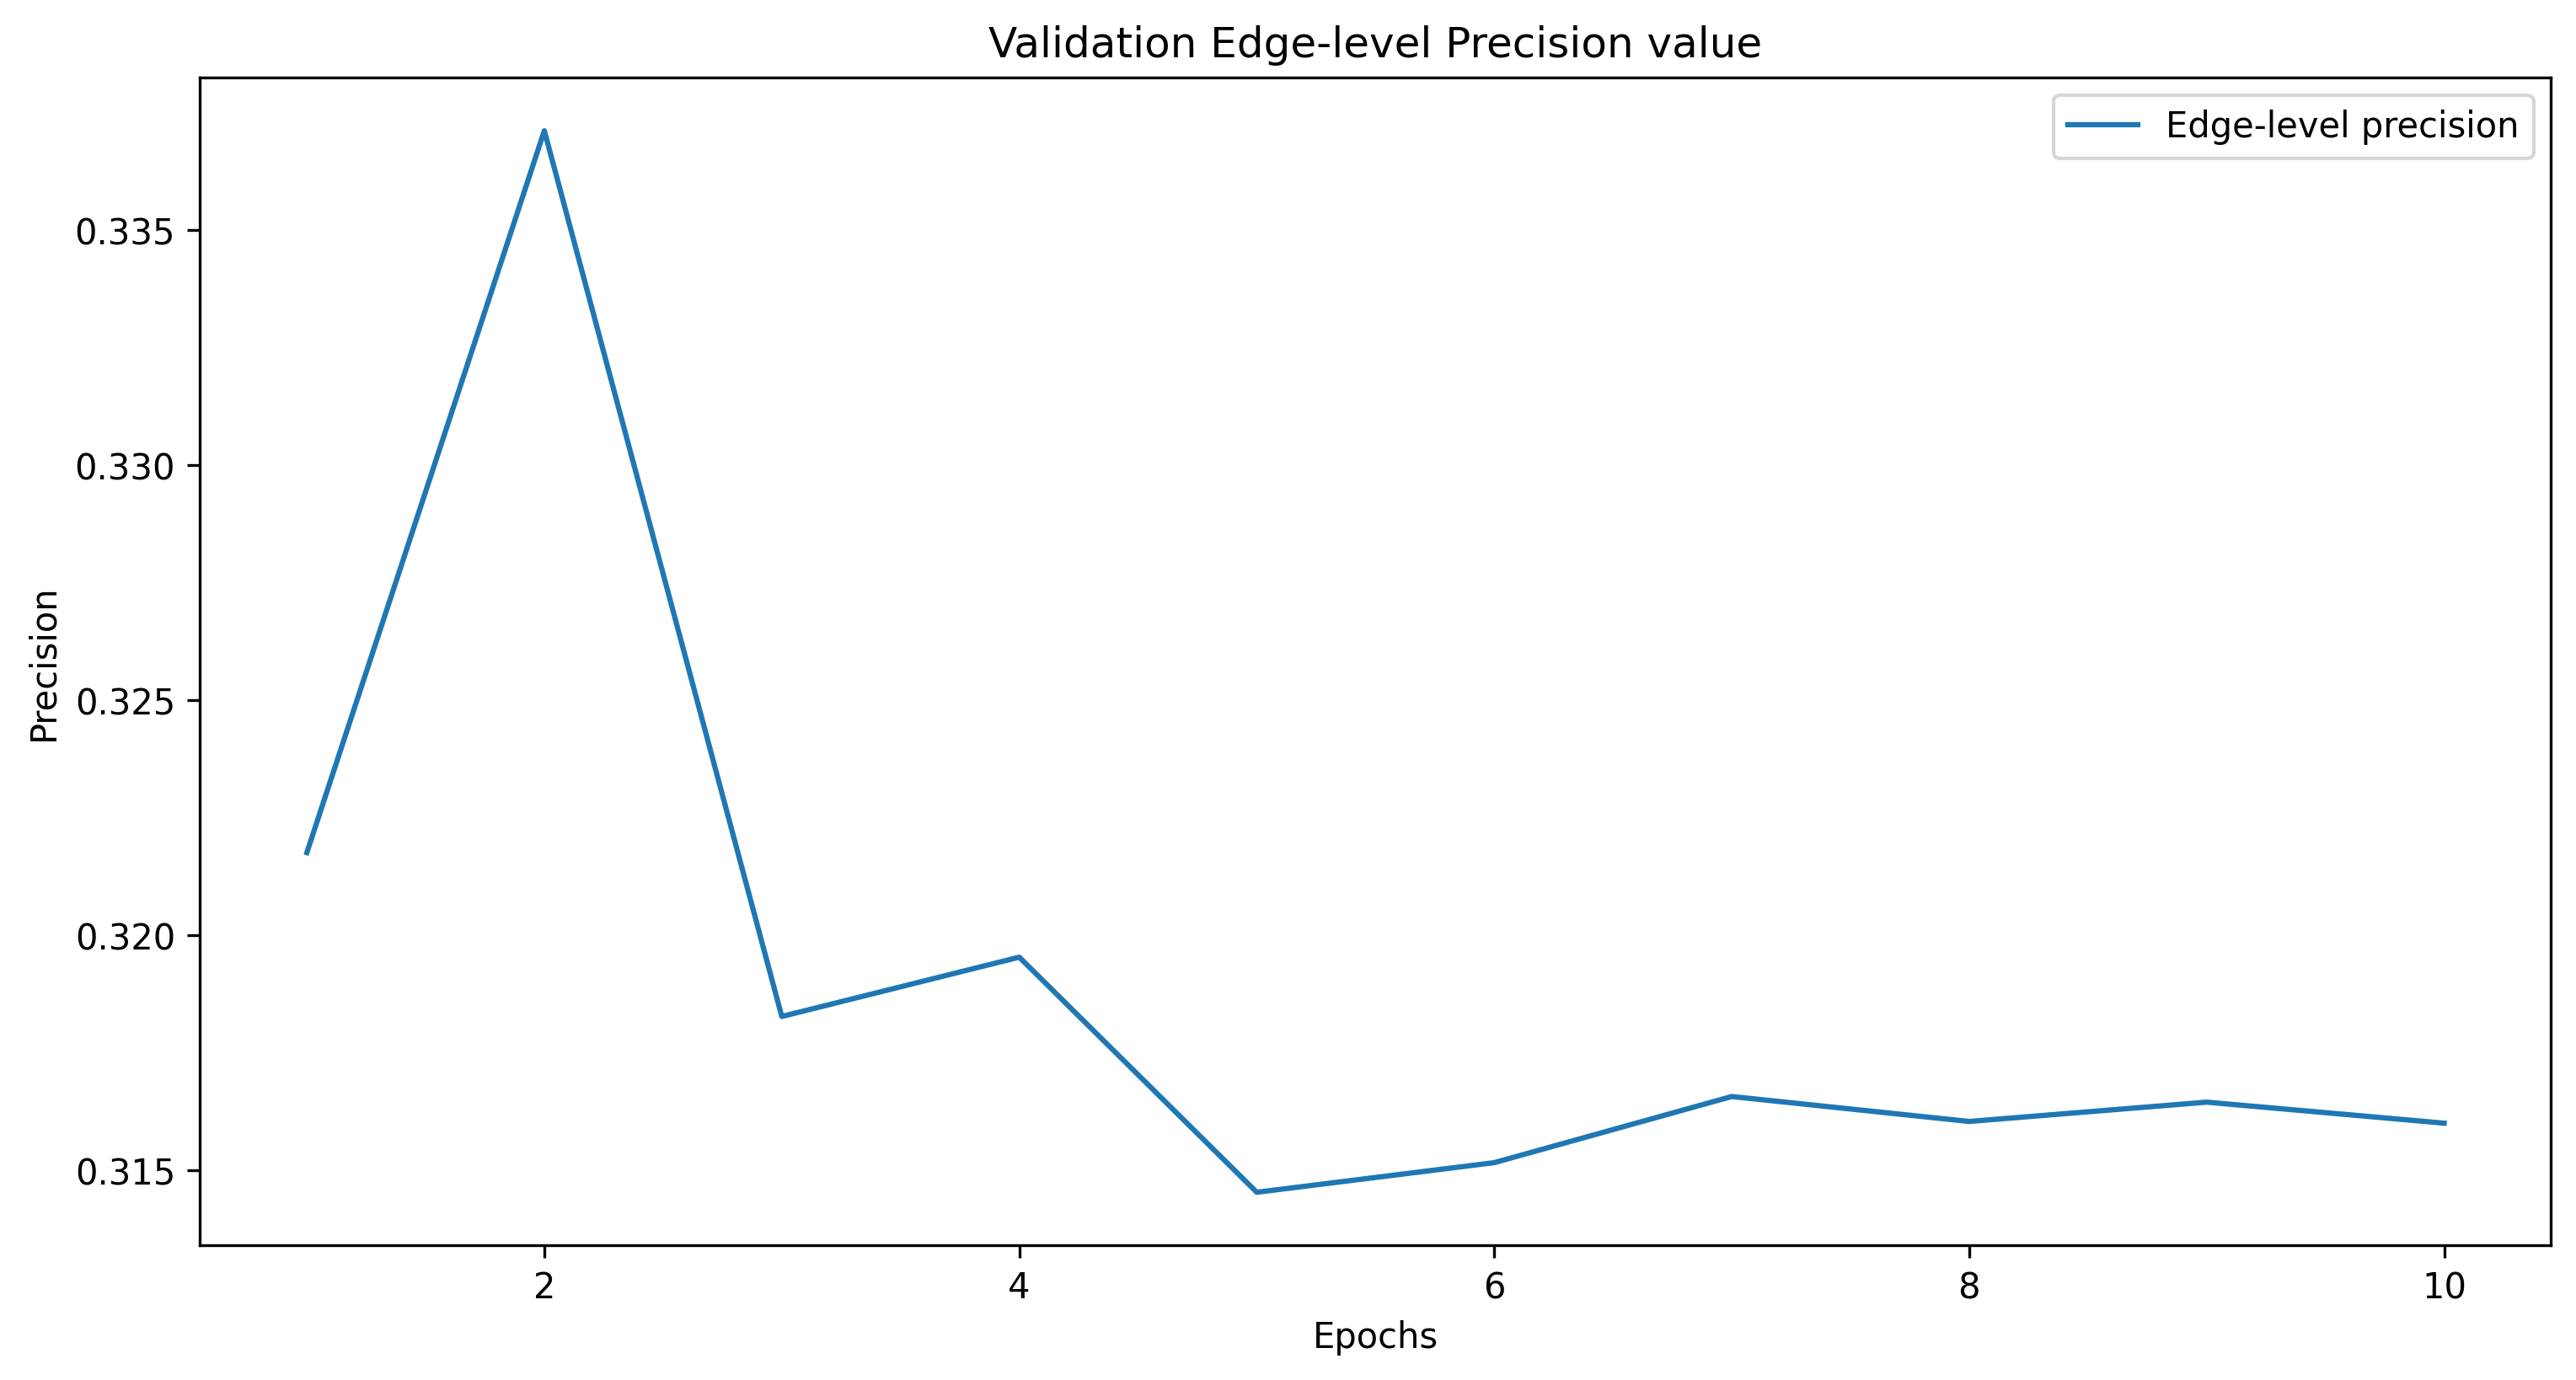 Validation Edge-level Precision value
Edge-level precision
0.335
0.330
0.325
0.320
0.315
Precision
2 4 6 8 10
Epochs